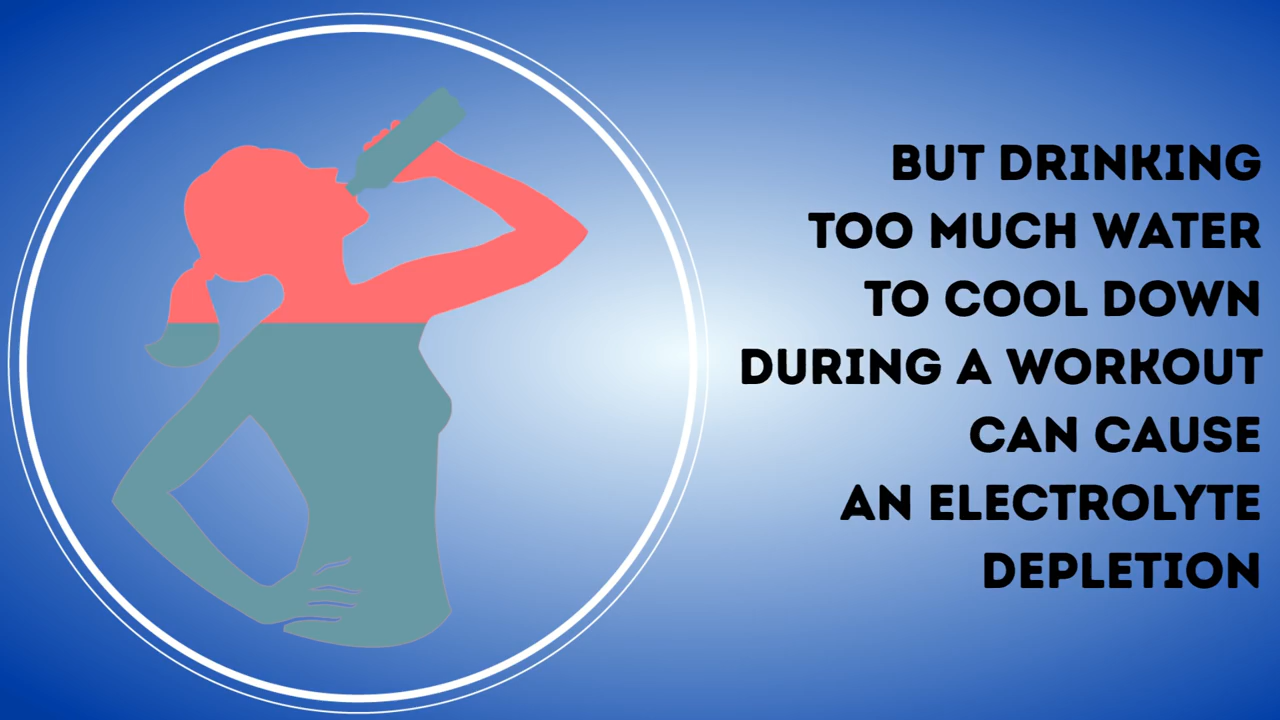 BUT DRINKING
TOO MUCH WATER
TO COOL DOWN
DURING A WORKOUT
CAN CAUSE
AN ELECTROLYTE
DEPLETION